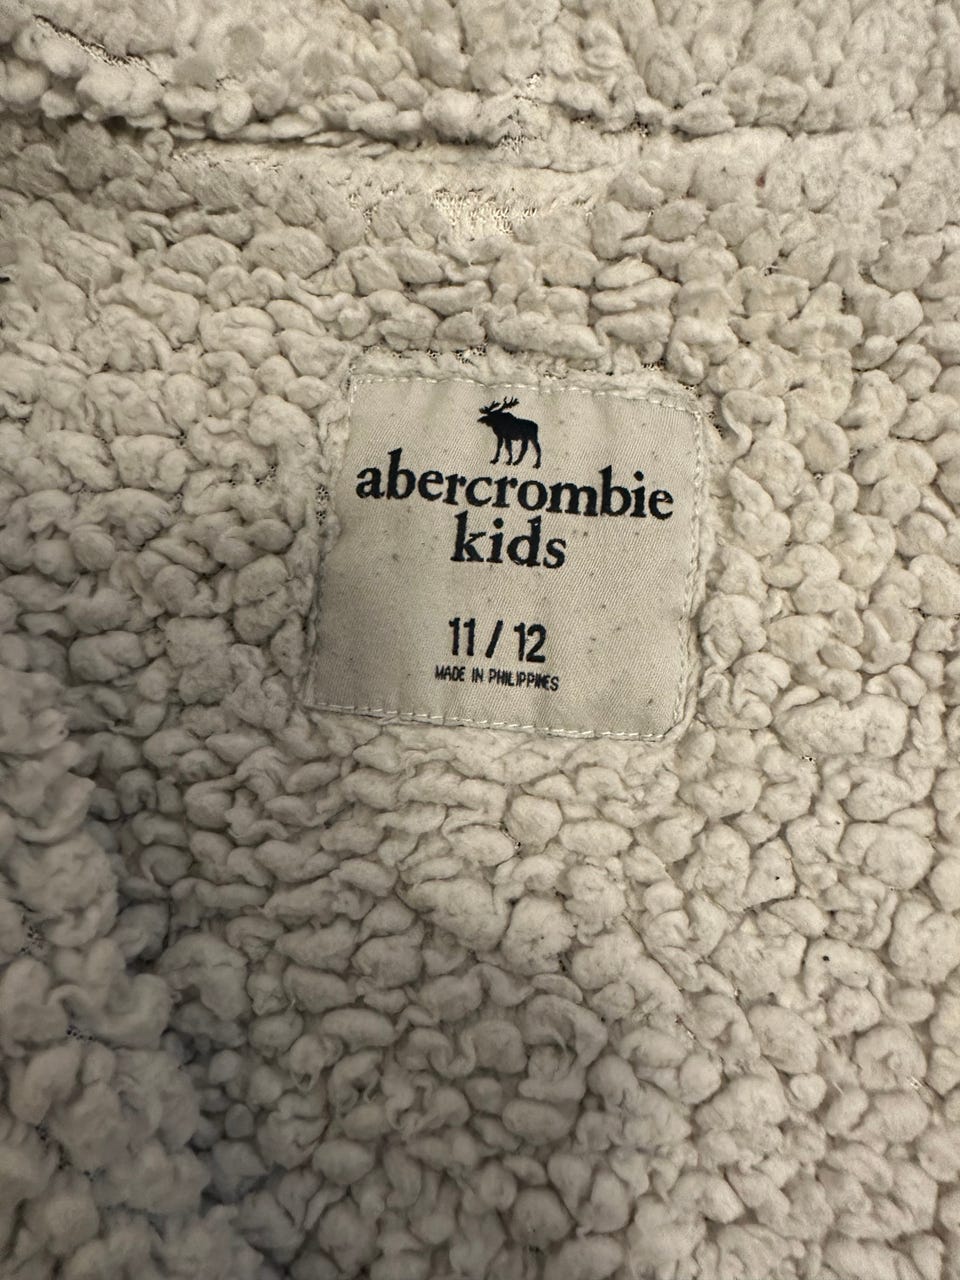 abercrombie
kids
11 / 12
MADE IN PHILIPPINES